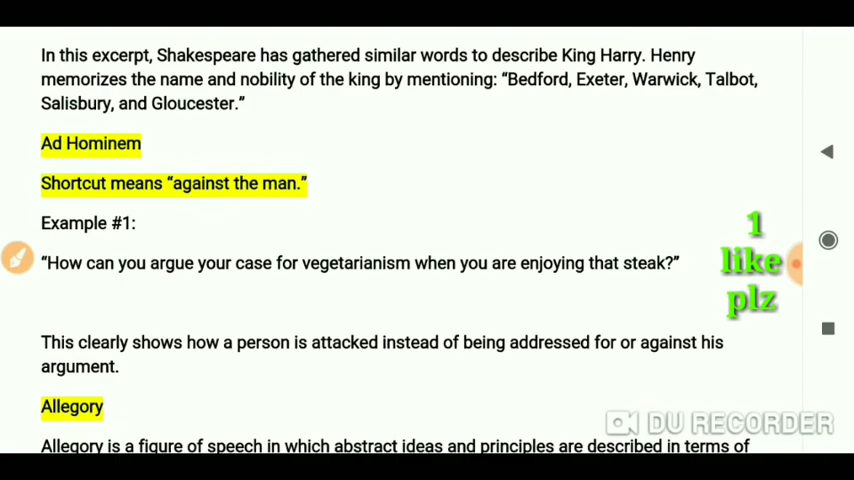 In this excerpt, Shakespeare has gathered similar words to describe King Harry. Henry
memorizes the name and nobility of the king by mentioning: “Bedford, Exeter, Warwick, Talbot,
Salisbury, and Gloucester.”
Ad Hominem
Shortcut means “against the man.”
Example #1:
“How can you argue your case for vegetarianism when you are enjoying that steak?”
1
like
plz
This clearly shows how a person is attacked instead of being addressed for or against his
argument.
Allegory
DU RECORDER
Allegory is a figure of speech in which abstract ideas and principles are described in terms of